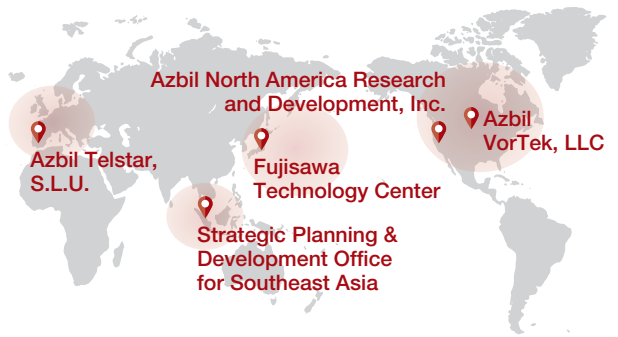 Azbil North America Research
and Development, Inc.
Azbil
VorTek, LLC
Azbil Telstar,
S.L.U.
Fujisawa
Technology Center
Strategic Planning &
Development Office
for Southeast Asia